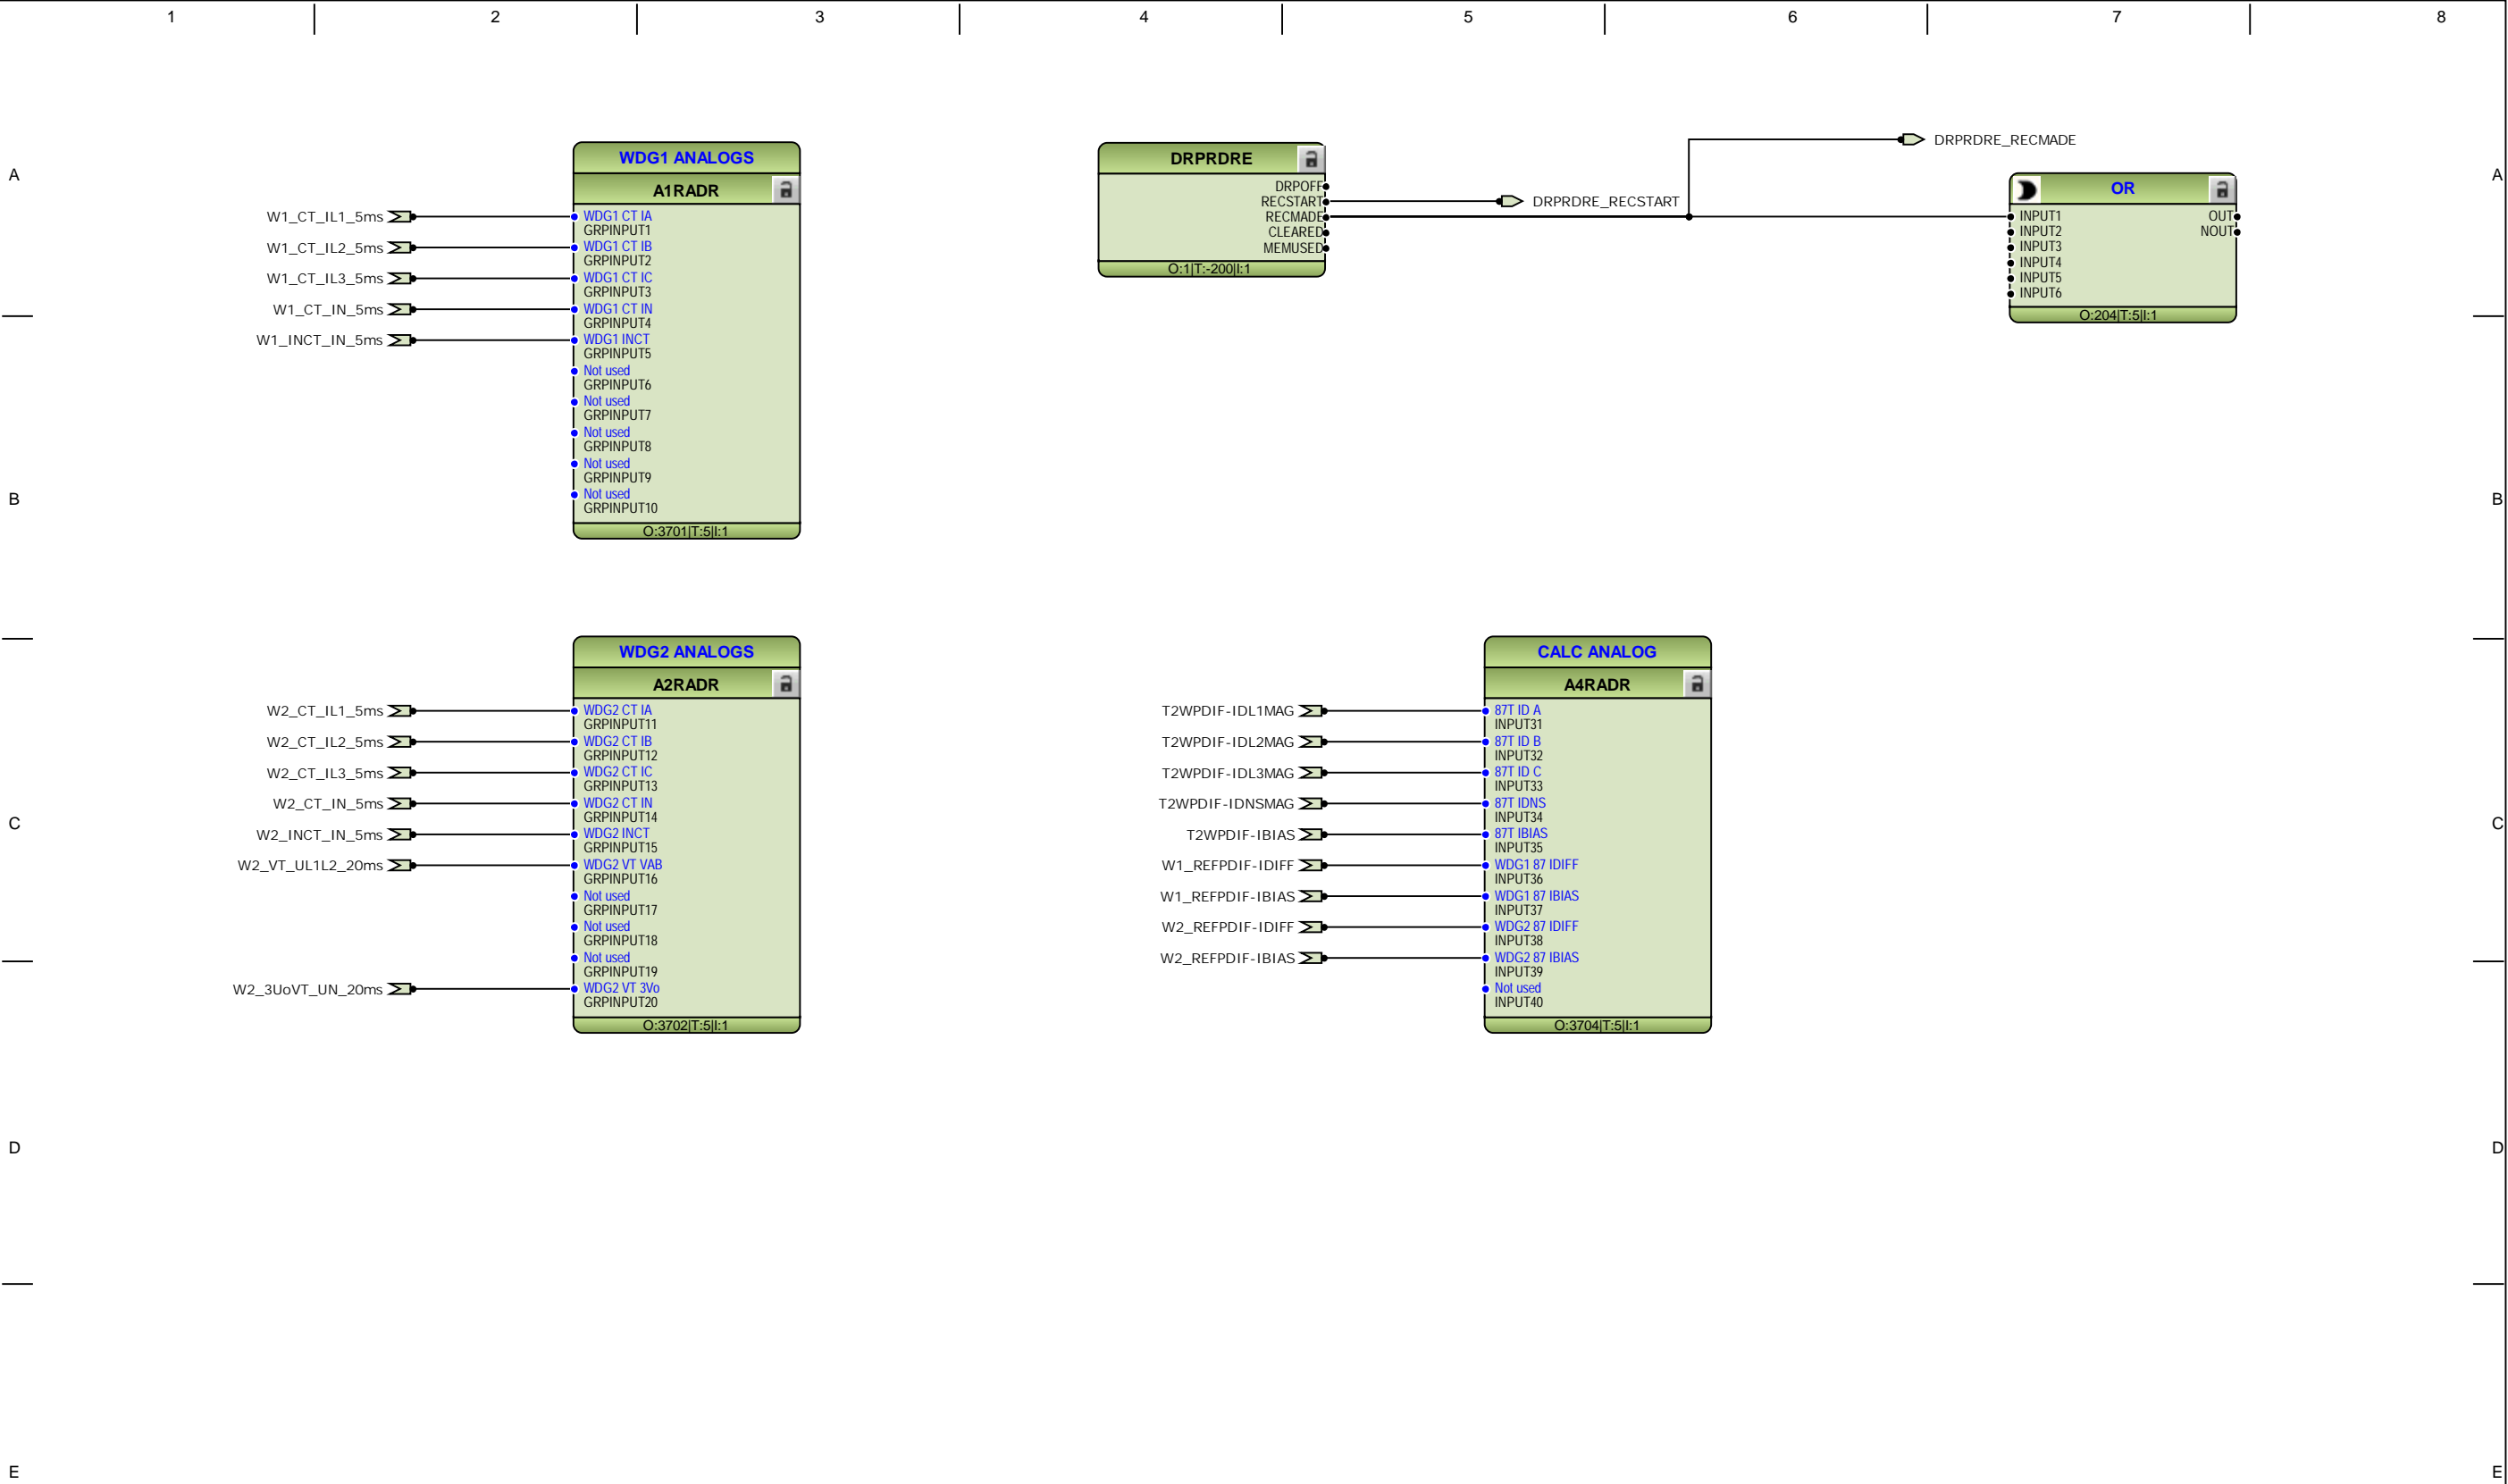 1 2 3 4 5 6 7 8
A A
WDG1 ANALOGS
A1RADR
W1_CT_IL1_5ms WDG1 CT IA
GRPINPUT1
W1_CT_IL2_5ms WDG1 CT IB
GRPINPUT2
W1_CT_IL3_5ms WDG1 CT IC
GRPINPUT3
W1_CT_IN_5ms WDG1 CT IN
GRPINPUT4
W1_INCT_IN_5ms WDG1 INCT
GRPINPUT5
Not used
GRPINPUT6
Not used
GRPINPUT7
Not used
GRPINPUT8
Not used
GRPINPUT9
Not used
GRPINPUT10
O:3701|T:5|I:1
DRPRDRE
DRPOFF
RECSTART
RECMADE
CLEARED
MEMUSED
O:1|T:-200|I:1
DRPRDRE_RECSTART
DRPRDRE_RECMADE
OR
INPUT1 OUT
INPUT2 NOUT
INPUT3
INPUT4
INPUT5
INPUT6
O:204|T:5|I:1
B B
WDG2 ANALOGS
A2RADR
W2_CT_IL1_5ms WDG2 CT IA
GRPINPUT11
W2_CT_IL2_5ms WDG2 CT IB
GRPINPUT12
W2_CT_IL3_5ms WDG2 CT IC
GRPINPUT13
W2_CT_IN_5ms WDG2 CT IN
GRPINPUT14
W2_INCT_IN_5ms WDG2 INCT
GRPINPUT15
W2_VT_UL1L2_20ms WDG2 VT VAB
GRPINPUT16
Not used
GRPINPUT17
Not used
GRPINPUT18
Not used
GRPINPUT19
W2_3UoVT_UN_20ms WDG2 VT 3Vo
GRPINPUT20
O:3702|T:5|I:1
CALC ANALOG
A4RADR
T2WPDIF-IDL1MAG 87T ID A
INPUT31
T2WPDIF-IDL2MAG 87T ID B
INPUT32
T2WPDIF-IDL3MAG 87T ID C
INPUT33
T2WPDIF-IDNSMAG 87T IDNS
INPUT34
T2WPDIF-IBIAS 87T IBIAS
INPUT35
W1_REFPDIF-IDIFF WDG1 87 IDIFF
INPUT36
W1_REFPDIF-IBIAS WDG1 87 IBIAS
INPUT37
W2_REFPDIF-IDIFF WDG2 87 IDIFF
INPUT38
W2_REFPDIF-IBIAS WDG2 87 IBIAS
INPUT39
Not used
INPUT40
O:3704|T:5|I:1
C C
D D
E E